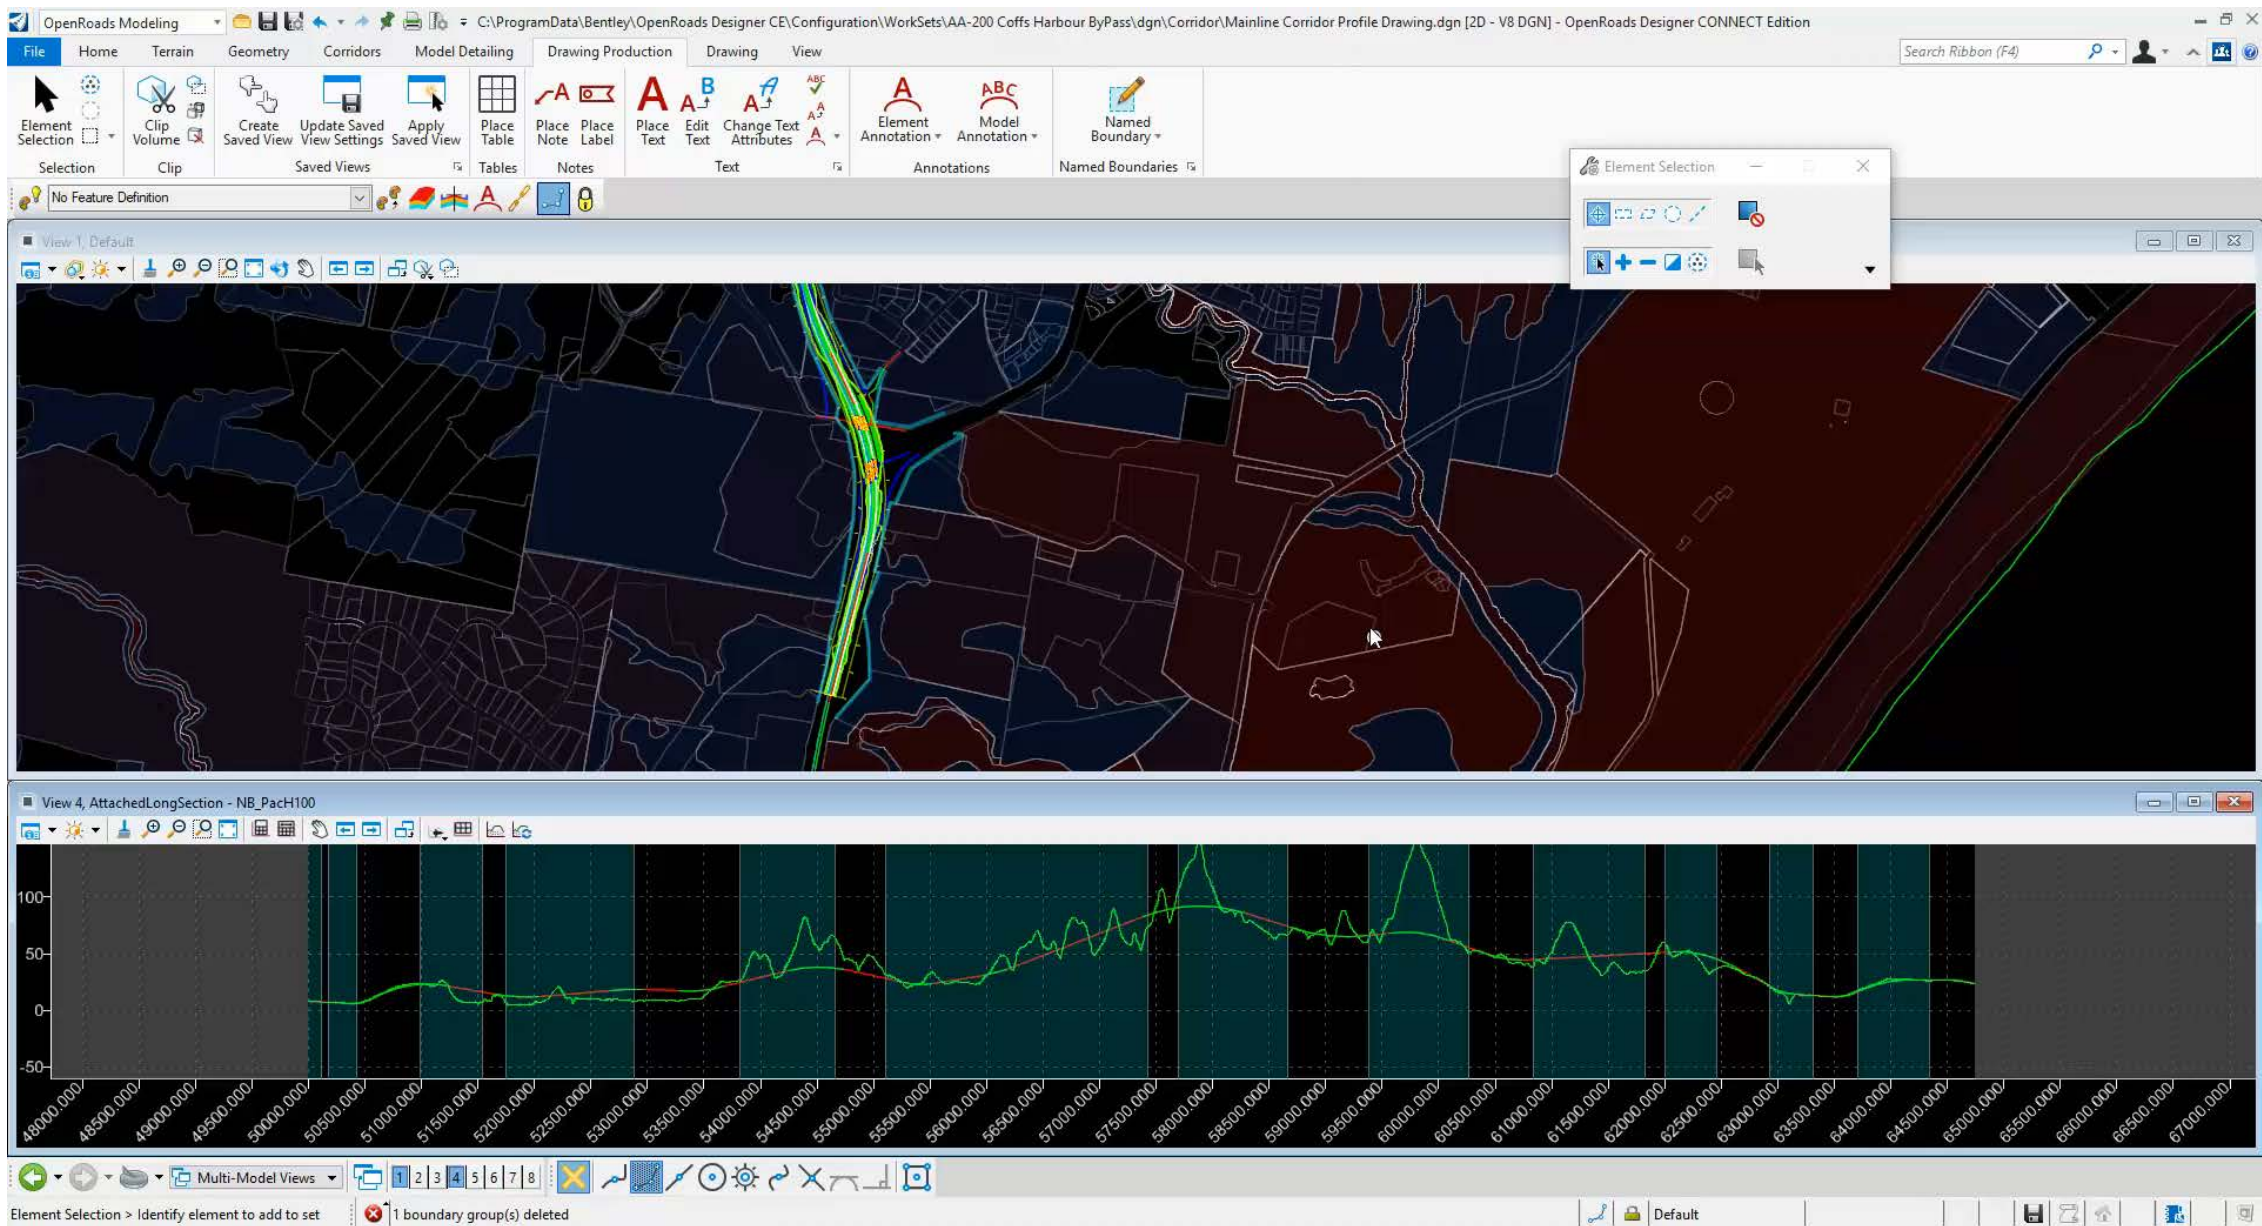 OpenRoads Modeling
C:\ProgramData\Bentley\OpenRoads Designer CE\Configuration\WorkSets\AA-200 Coffs Harbour ByPass\dgn\Corridor\Mainline Corridor Profile Drawing.dgn [2D - V8 DGN] - OpenRoads Designer CONNECT Edition
File Home Terrain Geometry Corridors Model Detailing Drawing Production Drawing View
Search Ribbon (F4)
Element Selection
Clip Volume
Create Saved View
Update Saved View Settings
Apply Saved View
Place Table
Place Note
Place Label
Place Text
Edit Text
Change Text Attributes
Element Annotation
Model Annotation
Named Boundary
Selection Clip Saved Views Tables Notes Text Annotations Named Boundaries
No Feature Definition
Element Selection
View 1, Default
View 4, AttachedLongSection - NB_PacH100
100
50
0
-50
48000.000 48500.000 49000.000 49500.000 50000.000 50500.000 51000.000 51500.000 52000.000 52500.000 53000.000 53500.000 54000.000 54500.000 55000.000 55500.000 56000.000 56500.000 57000.000 57500.000 58000.000 58500.000 59000.000 59500.000 60000.000 60500.000 61000.000 61500.000 62000.000 62500.000 63000.000 63500.000 64000.000 64500.000 65000.000 65500.000 66000.000 66500.000 67000.000
Multi-Model Views
1 2 3 4 5 6 7 8
Element Selection > Identify element to add to set
1 boundary group(s) deleted
Default